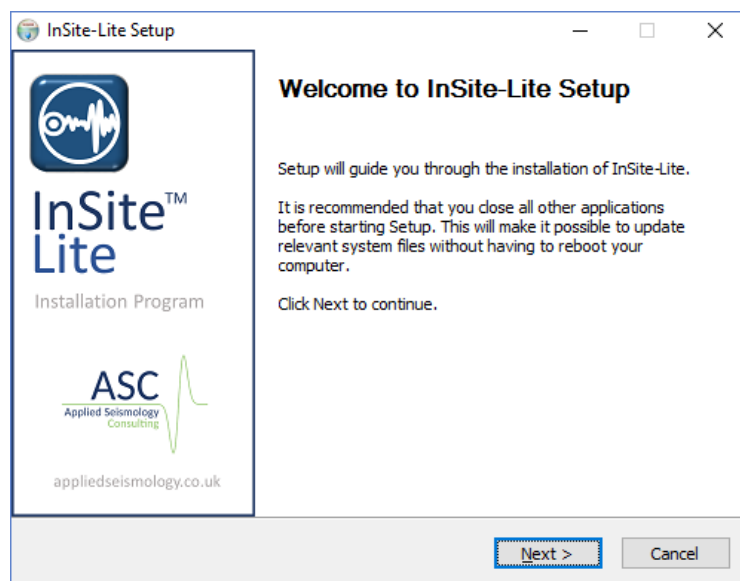 InSite-Lite Setup
InSite™
Lite
Installation Program
ASC
Applied Seismology
Consulting
appliedseismology.co.uk
Welcome to InSite-Lite Setup
Setup will guide you through the installation of InSite-Lite.
It is recommended that you close all other applications
before starting Setup. This will make it possible to update
relevant system files without having to reboot your
computer.
Click Next to continue.
Next >
Cancel